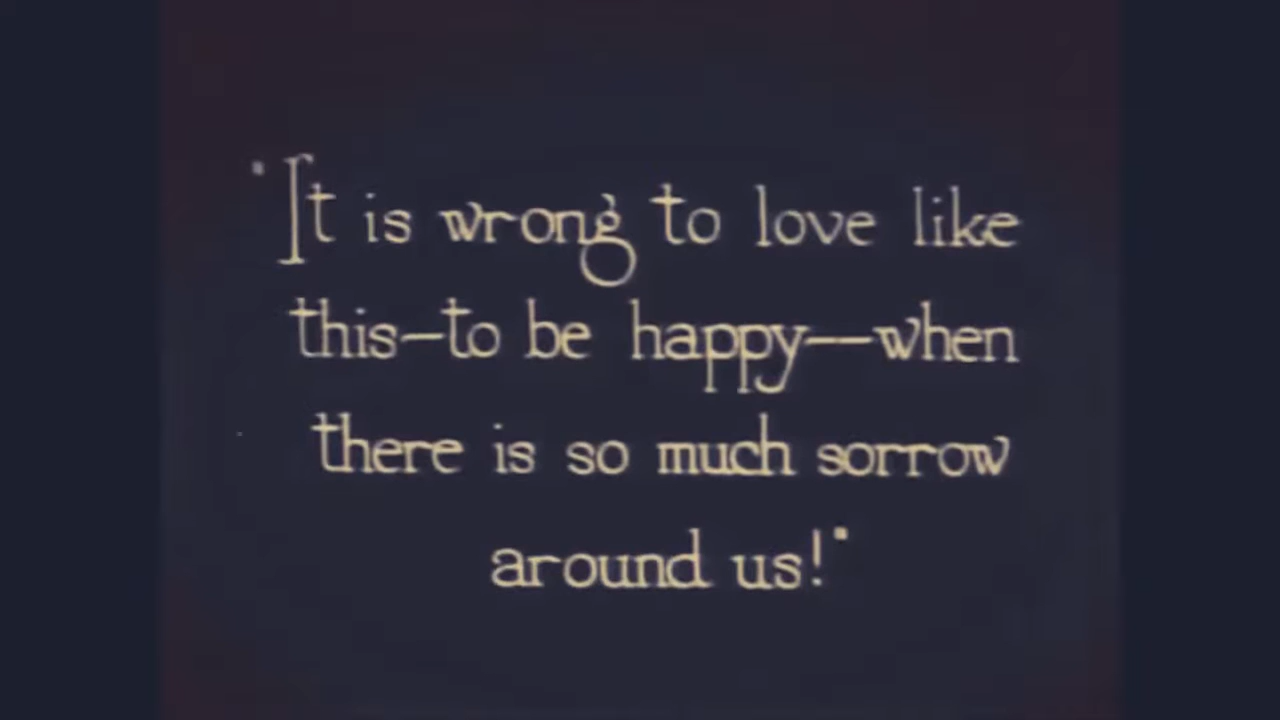 "It is wrong to love like
this—to be happy—when
there is so much sorrow
around us!"